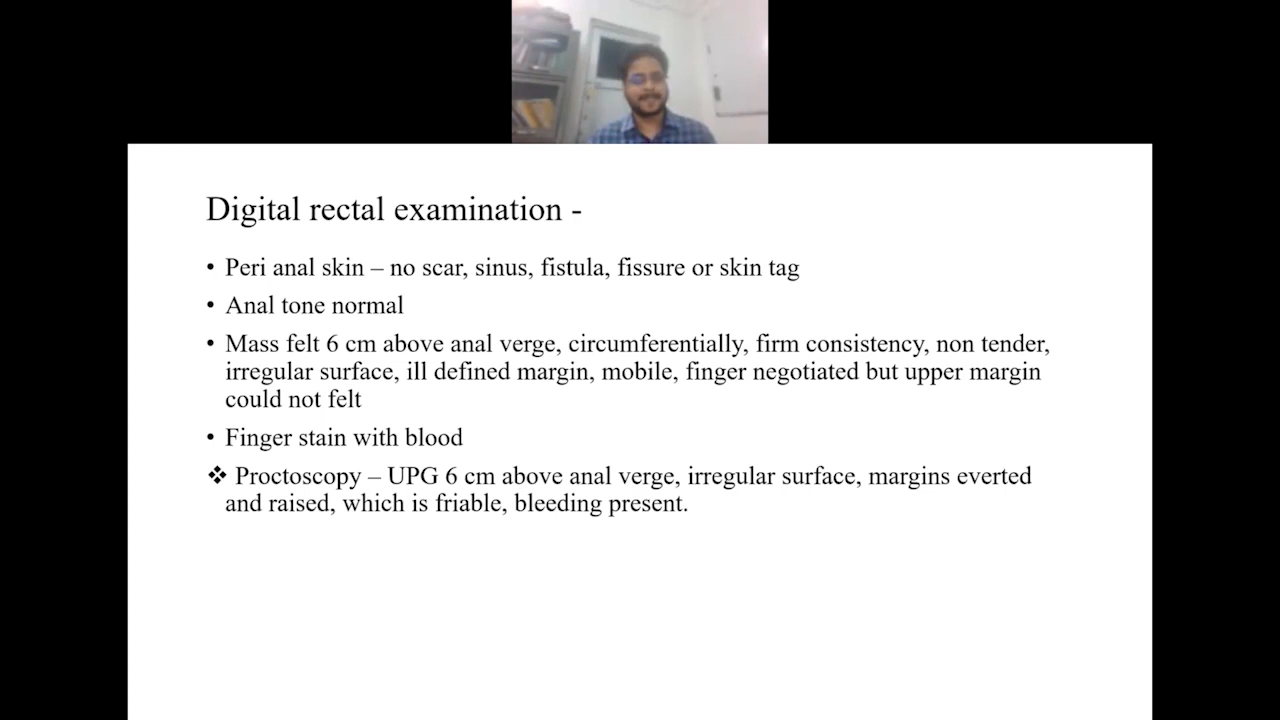 Digital rectal examination -
• Peri anal skin – no scar, sinus, fistula, fissure or skin tag
• Anal tone normal
• Mass felt 6 cm above anal verge, circumferentially, firm consistency, non tender,
irregular surface, ill defined margin, mobile, finger negotiated but upper margin
could not felt
• Finger stain with blood
❖ Proctoscopy – UPG 6 cm above anal verge, irregular surface, margins everted
and raised, which is friable, bleeding present.